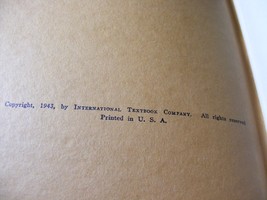 Copyright, 1943, by International Textbook Company. All rights reserved.
Printed in U. S. A.